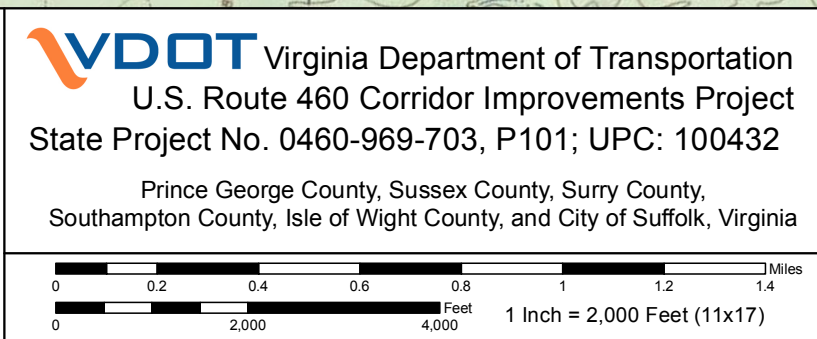 VDOT Virginia Department of Transportation
U.S. Route 460 Corridor Improvements Project
State Project No. 0460-969-703, P101; UPC: 100432
Prince George County, Sussex County, Surry County,
Southampton County, Isle of Wight County, and City of Suffolk, Virginia
Miles
0 0.2 0.4 0.6 0.8 1 1.2 1.4
Feet
0 2,000 4,000
1 Inch = 2,000 Feet (11x17)